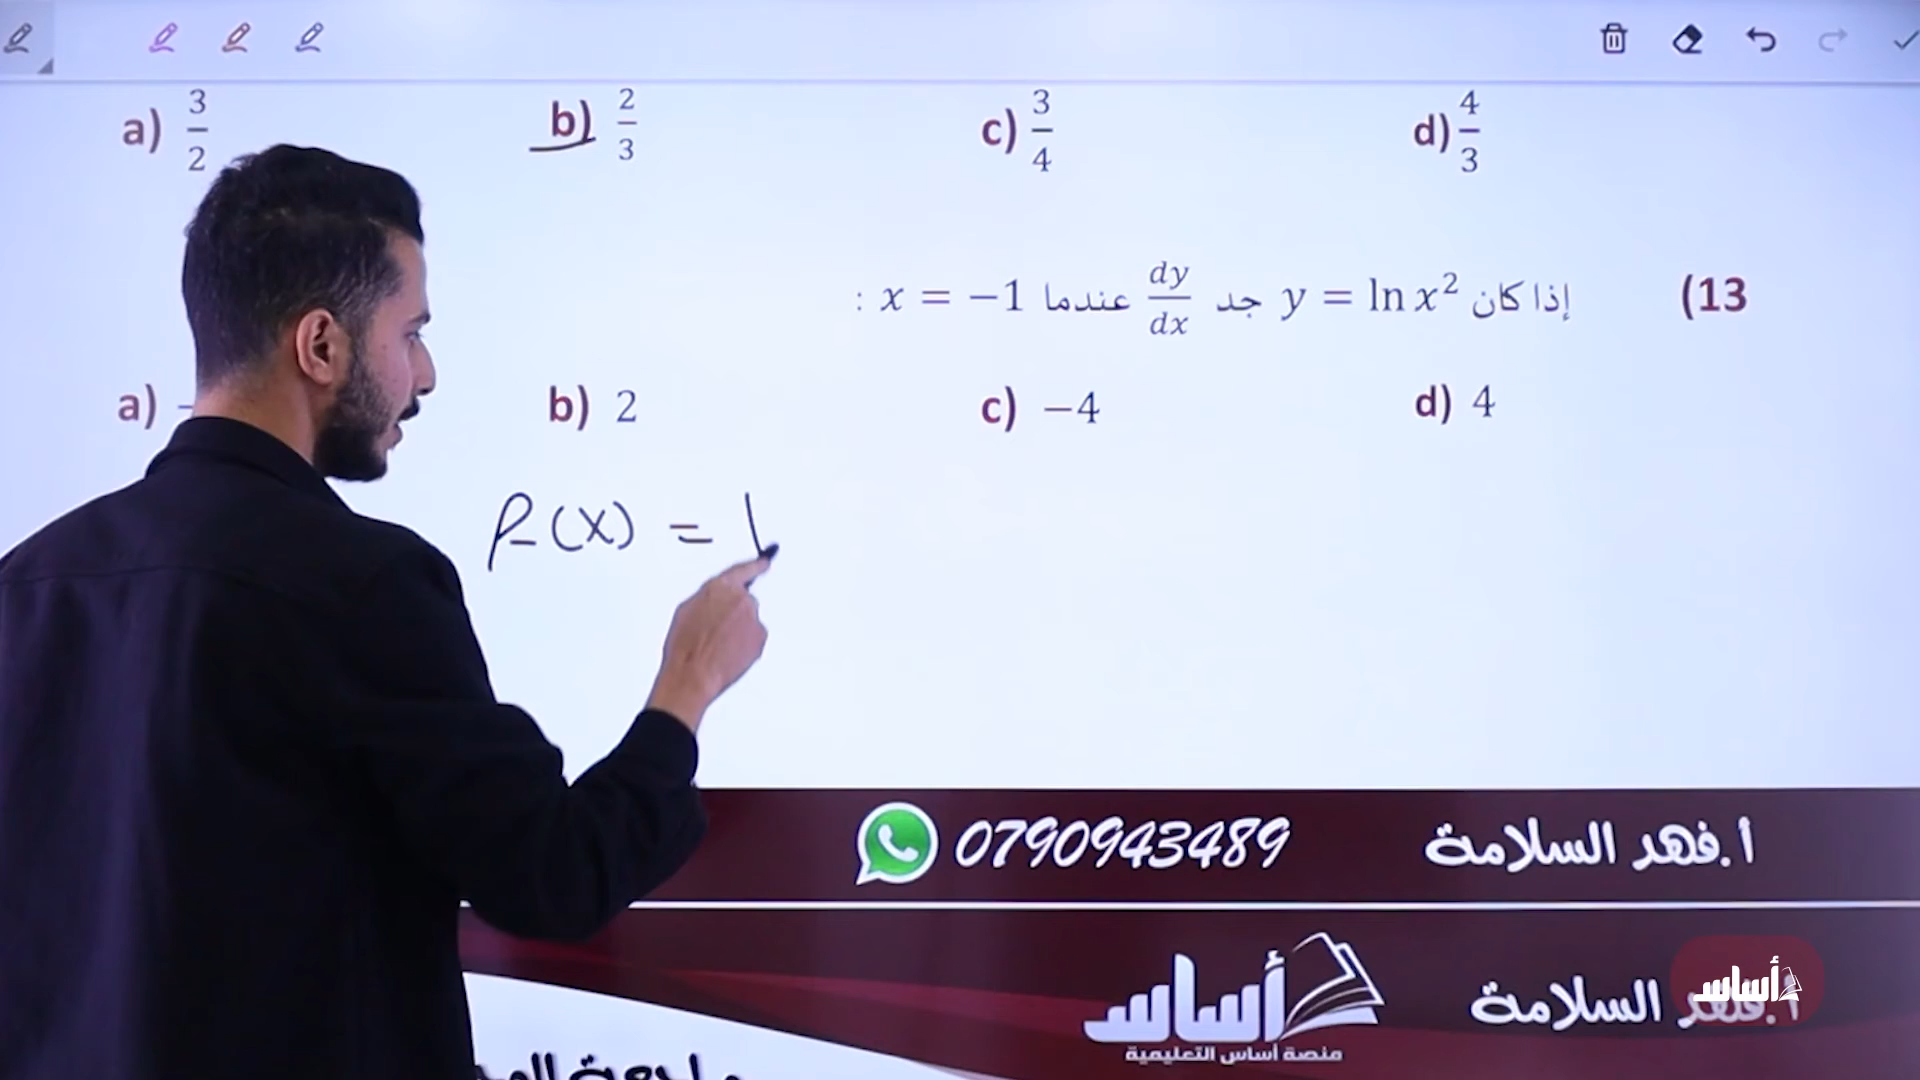 a) 3/2 b) 2/3 c) 3/4 d) 4/3
13) إذا كان y = ln x² جد dy/dx عندما x = −1 :
a) − b) 2 c) −4 d) 4
f(x) = l
0790943489 أ.فهد السلامة
أساس
منصة أساس التعليمية
أ.فهد السلامة
أساس